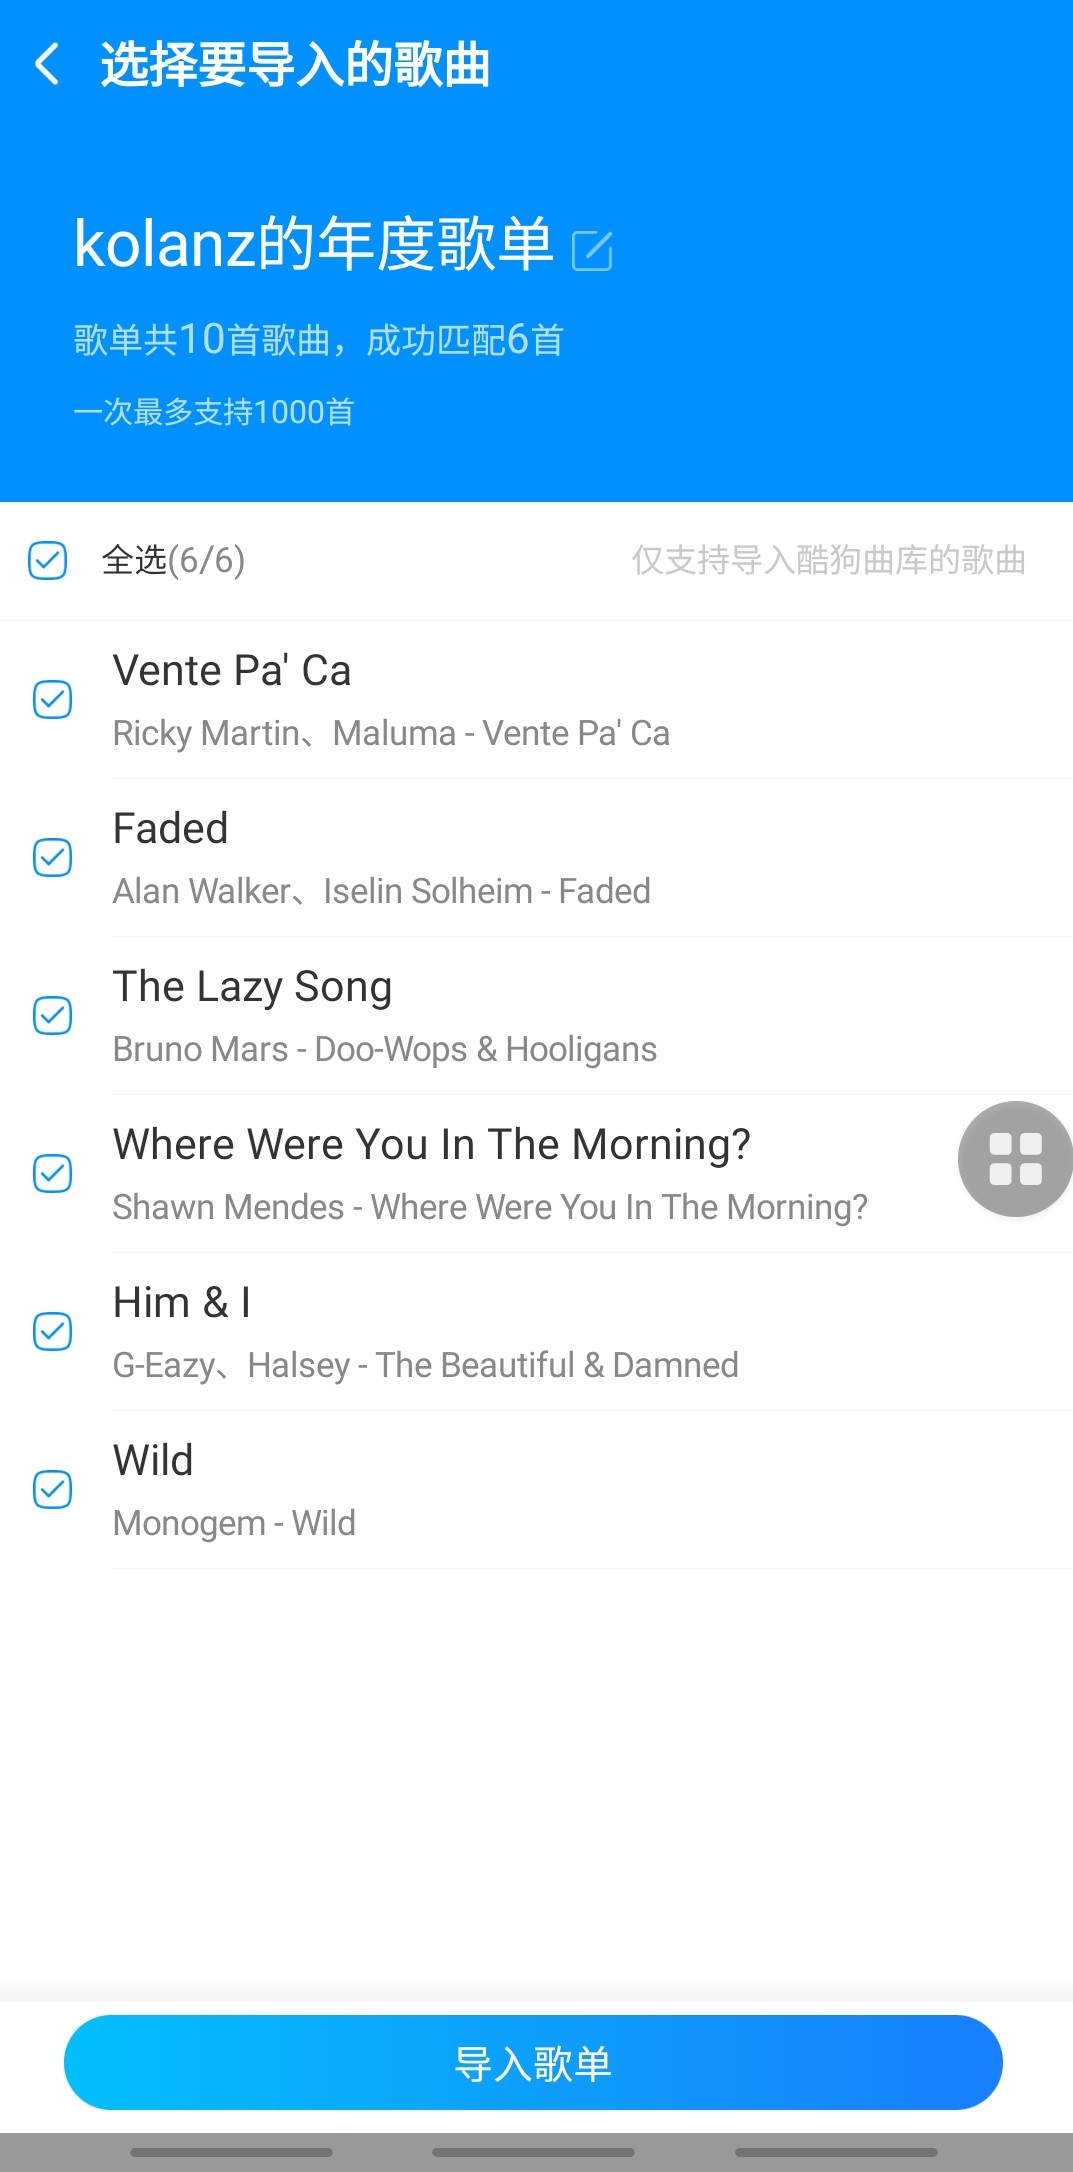 选择要导入的歌曲
kolanz的年度歌单
歌单共10首歌曲，成功匹配6首
一次最多支持1000首
全选(6/6) 仅支持导入酷狗曲库的歌曲
Vente Pa' Ca
Ricky Martin、Maluma - Vente Pa' Ca
Faded
Alan Walker、Iselin Solheim - Faded
The Lazy Song
Bruno Mars - Doo-Wops & Hooligans
Where Were You In The Morning?
Shawn Mendes - Where Were You In The Morning?
Him & I
G-Eazy、Halsey - The Beautiful & Damned
Wild
Monogem - Wild
导入歌单